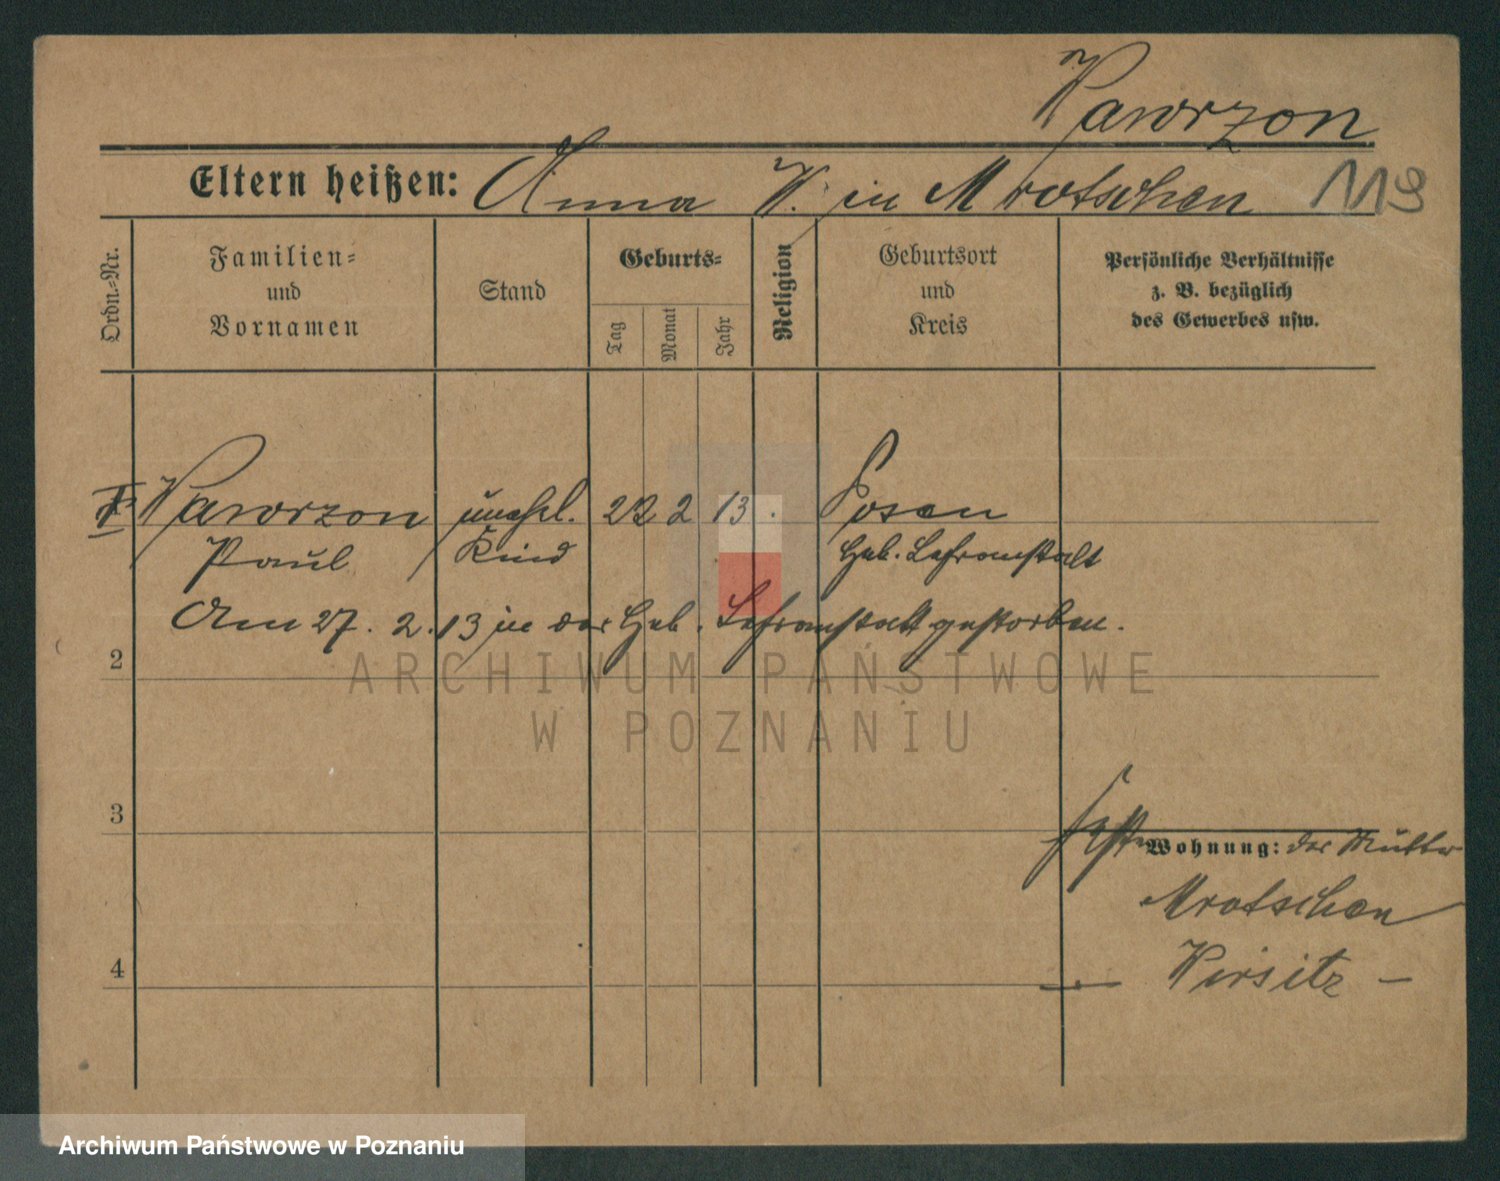 Wawrzon
Eltern heißen: Anna W. in Mrotschen 119
Ordn.-Nr.
Familien-
und
Vornamen
Stand
Geburts-
Tag
Monat
Jahr
Religion
Geburtsort
und
Kreis
Persönliche Verhältnisse
z. B. bezüglich
des Gewerbes usw.
Wawrzon unehel. 22 2 13. Posen
Paul Kind Heb. Lehranstalt
Am 27. 2. 13 in der Heb. Lehranstalt gestorben.
2
ARCHIWUM PAŃSTWOWE
W POZNANIU
3
Wohnung: der Mutter
Mrotschen
4
Wirsitz –
Archiwum Państwowe w Poznaniu